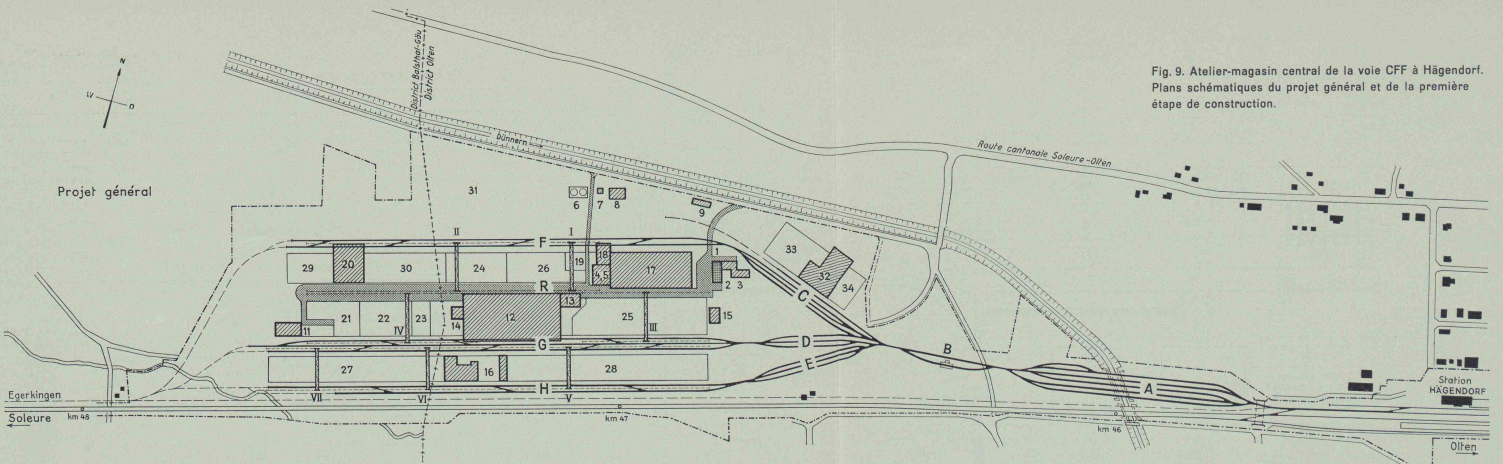 Fig. 9. Atelier-magasin central de la voie CFF à Hägendorf.
Plans schématiques du projet général et de la première
étape de construction.
N
W
O
Projet général
District Balsthal-Gäu
District Olten
Dünnern
Route cantonale Soleure-Olten
31
6
7
8
9
II
F
I
18
1
33
29
20
30
24
26
19
4,5
17
2
3
32
34
R
C
13
11
21
22
IV
23
14
12
25
III
15
G
D
B
E
27
16
28
A
H
VII
VI
V
Egerkingen
Soleure
km 48
km 47
km 46
Station
HÄGENDORF
Olten